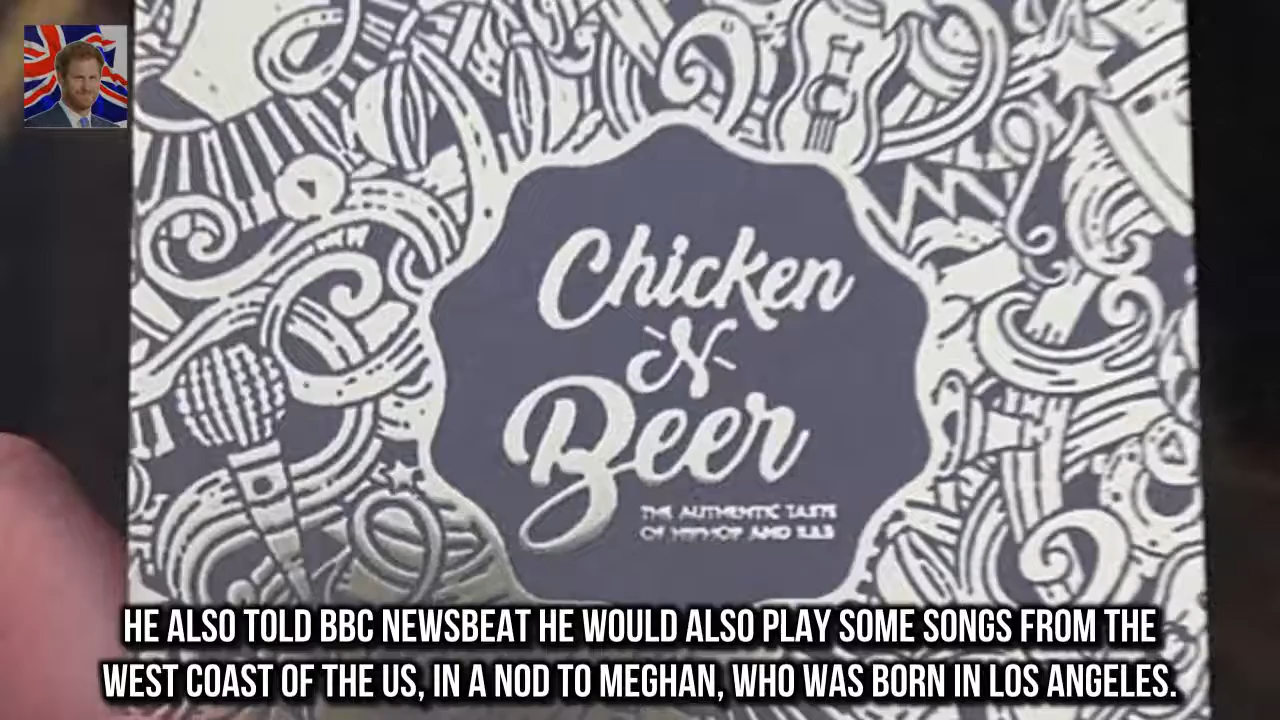 Chicken
N
Beer
THE AUTHENTIC TASTE
OF HIPHOP AND R&B
HE ALSO TOLD BBC NEWSBEAT HE WOULD ALSO PLAY SOME SONGS FROM THE
WEST COAST OF THE US, IN A NOD TO MEGHAN, WHO WAS BORN IN LOS ANGELES.